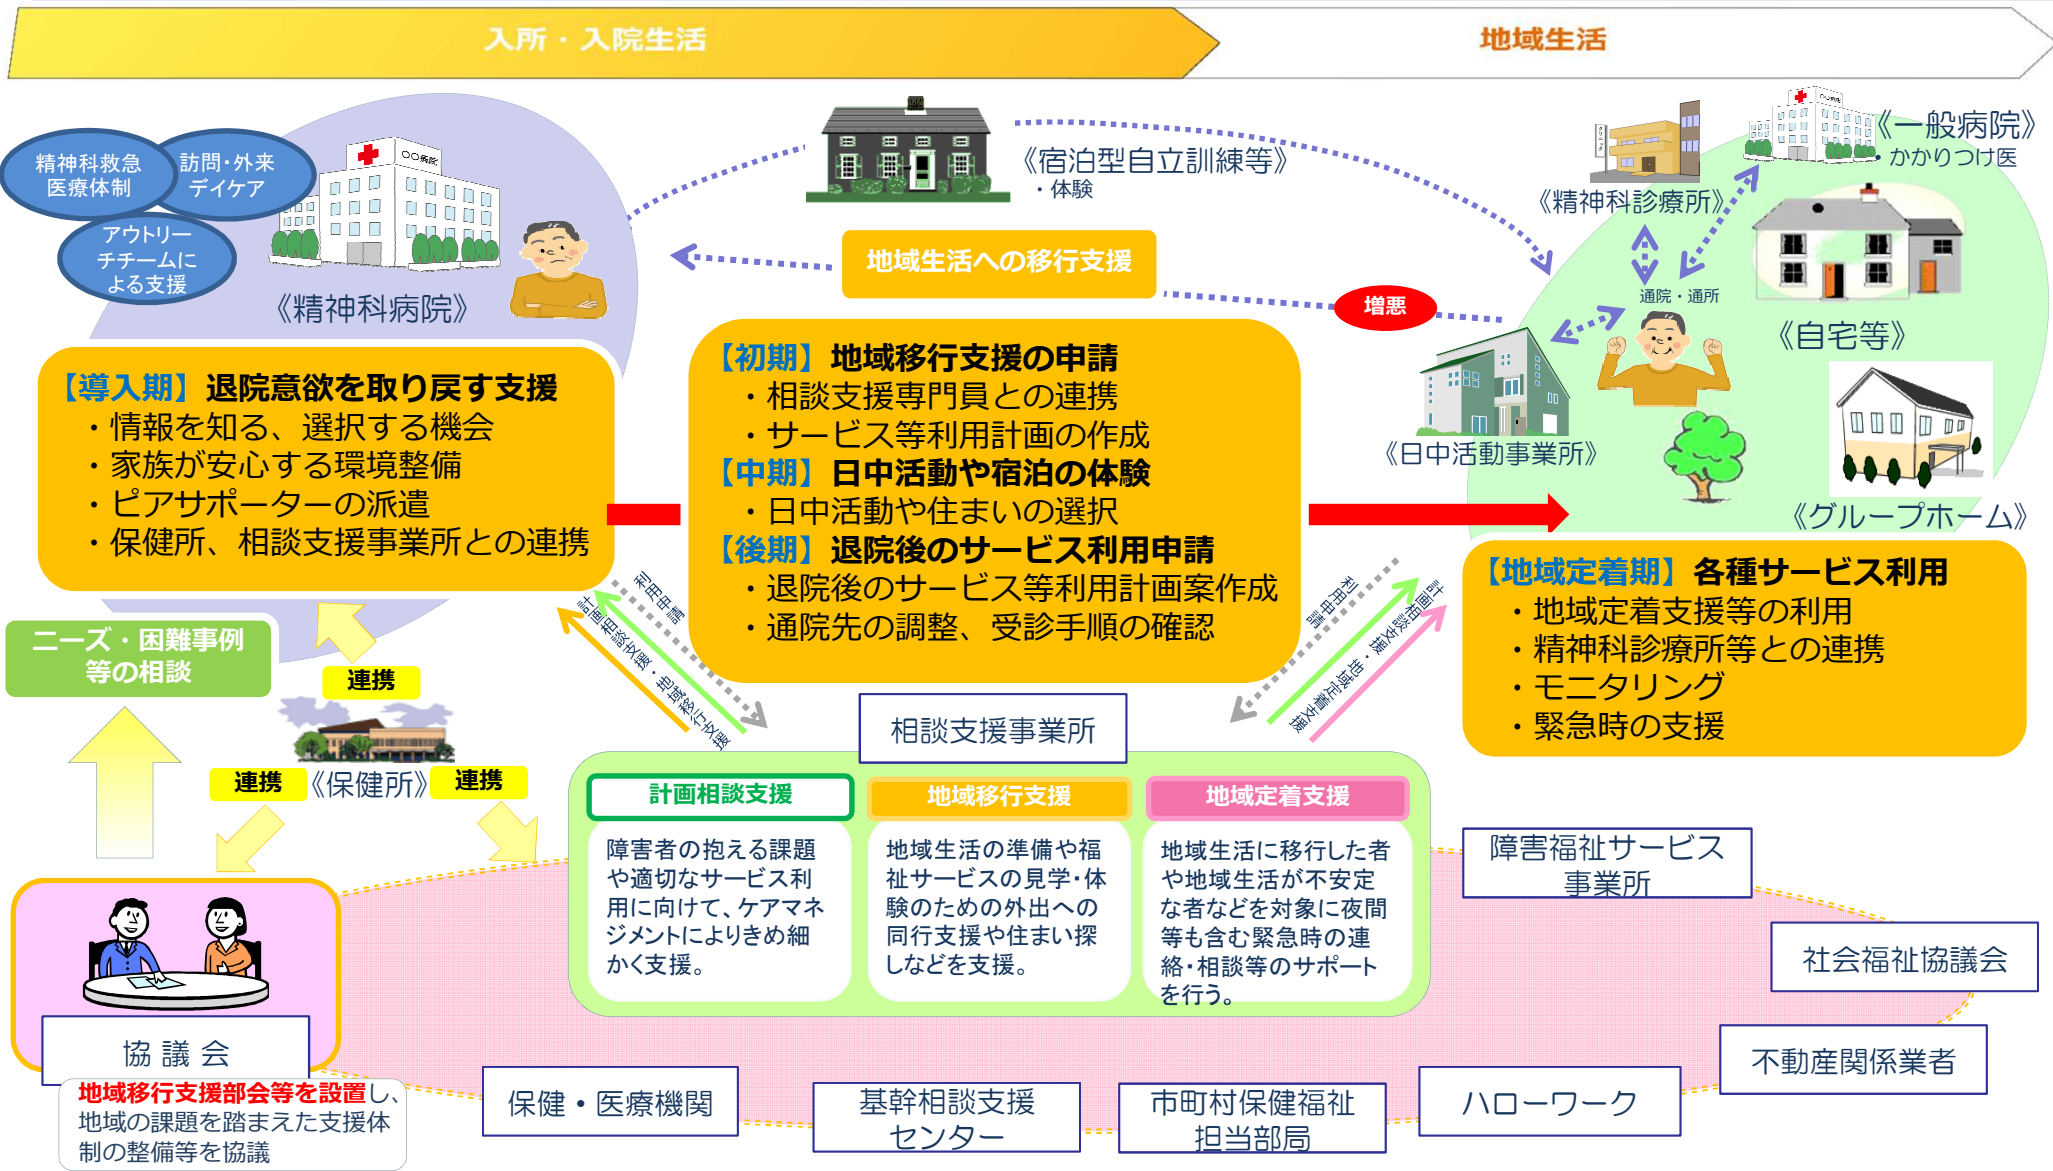 入所・入院生活
地域生活
精神科救急
医療体制
訪問・外来
デイケア
アウトリー
チチームに
よる支援
〇〇病院
《精神科病院》
《宿泊型自立訓練等》
・体験
地域生活への移行支援
増悪
クリニック
《精神科診療所》
〇〇病院
《一般病院》
・かかりつけ医
通院・通所
《自宅等》
《日中活動事業所》
《グループホーム》
【導入期】退院意欲を取り戻す支援
・情報を知る、選択する機会
・家族が安心する環境整備
・ピアサポーターの派遣
・保健所、相談支援事業所との連携
【初期】地域移行支援の申請
・相談支援専門員との連携
・サービス等利用計画の作成
【中期】日中活動や宿泊の体験
・日中活動や住まいの選択
【後期】退院後のサービス利用申請
・退院後のサービス等利用計画案作成
・通院先の調整、受診手順の確認
【地域定着期】各種サービス利用
・地域定着支援等の利用
・精神科診療所等との連携
・モニタリング
・緊急時の支援
利用申請
計画相談支援・地域移行支援
利用申請
計画相談支援・地域定着支援
ニーズ・困難事例
等の相談
連携
連携
《保健所》
連携
相談支援事業所
計画相談支援
障害者の抱える課題
や適切なサービス利
用に向けて、ケアマネ
ジメントによりきめ細
かく支援。
地域移行支援
地域生活の準備や福
祉サービスの見学・体
験のための外出への
同行支援や住まい探
しなどを支援。
地域定着支援
地域生活に移行した者
や地域生活が不安定
な者などを対象に夜間
等も含む緊急時の連
絡・相談等のサポート
を行う。
障害福祉サービス
事業所
社会福祉協議会
不動産関係業者
ハローワーク
市町村保健福祉
担当部局
基幹相談支援
センター
保健・医療機関
協議会
地域移行支援部会等を設置し、
地域の課題を踏まえた支援体
制の整備等を協議